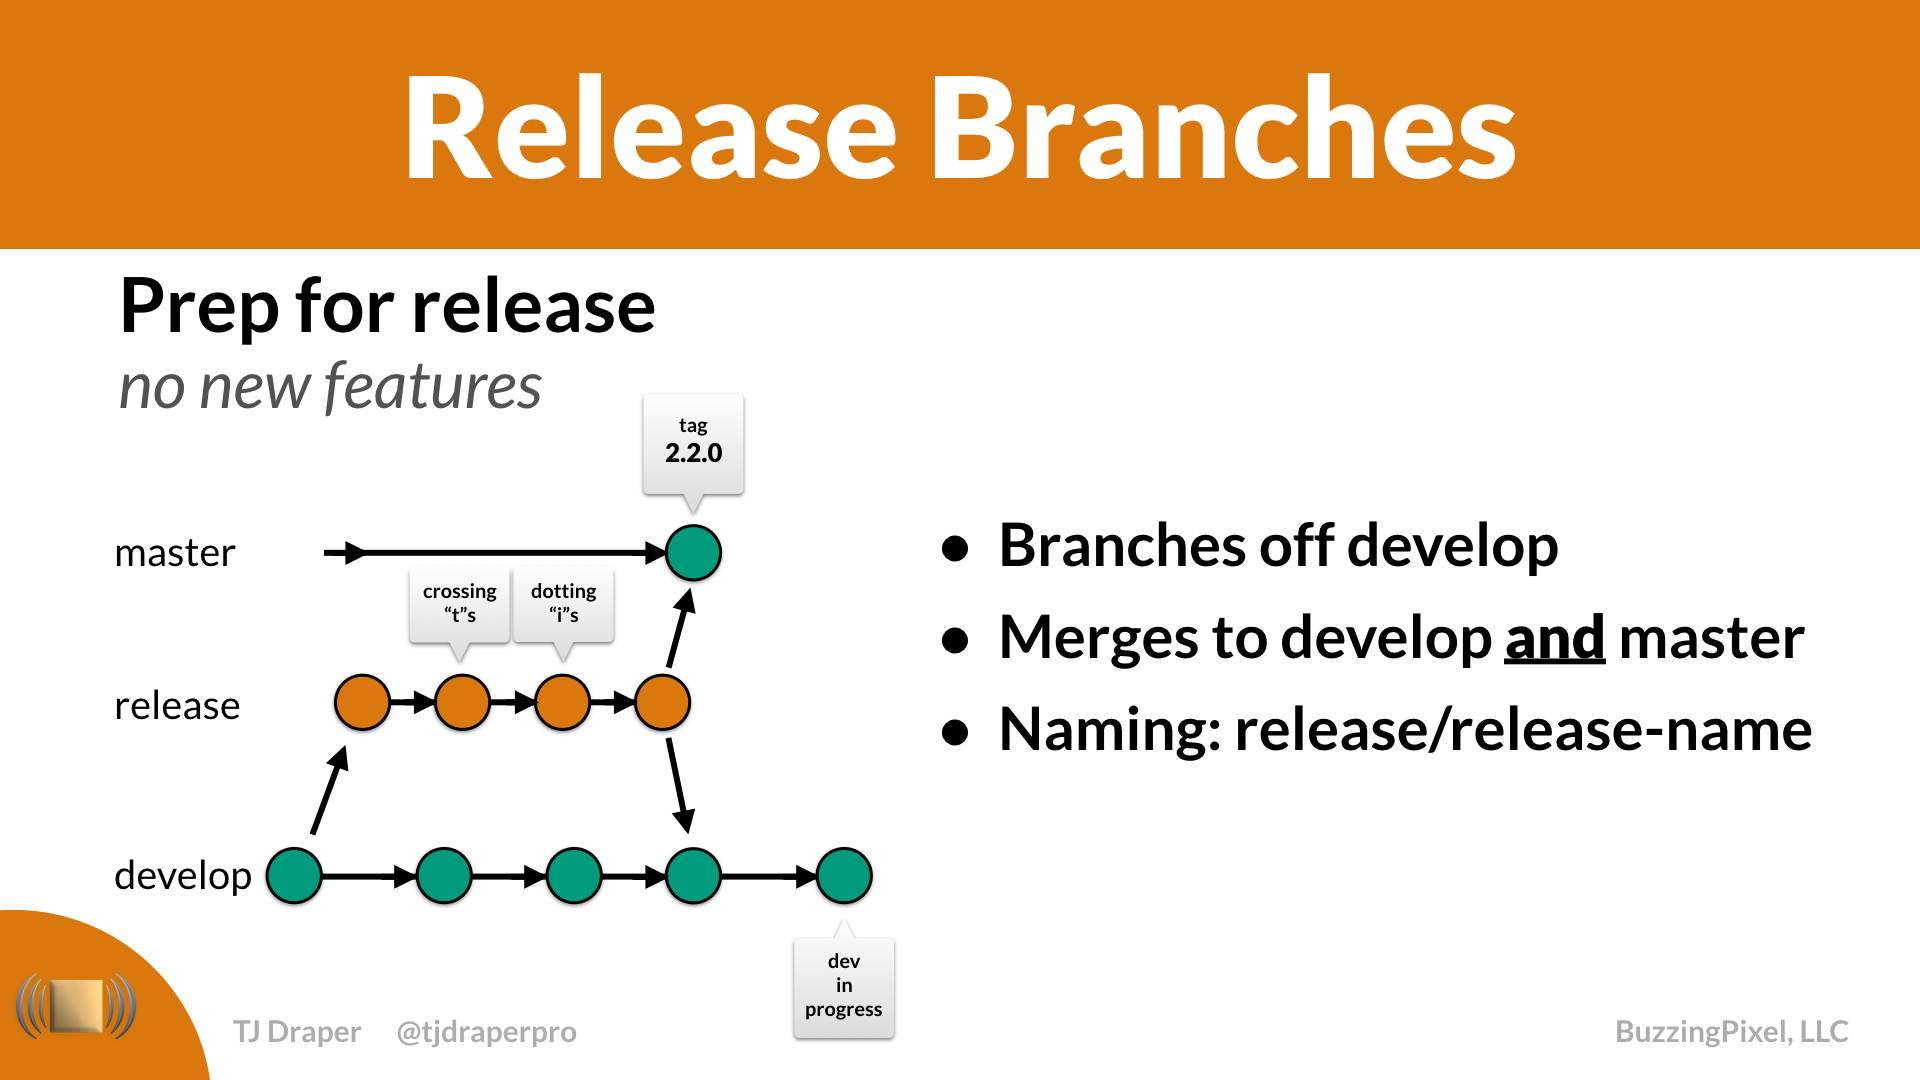 Release Branches
Prep for release
no new features
tag
2.2.0
master
crossing
“t”s
dotting
“i”s
release
develop
dev
in
progress
• Branches off develop
• Merges to develop and master
• Naming: release/release-name
TJ Draper @tjdraperpro
BuzzingPixel, LLC